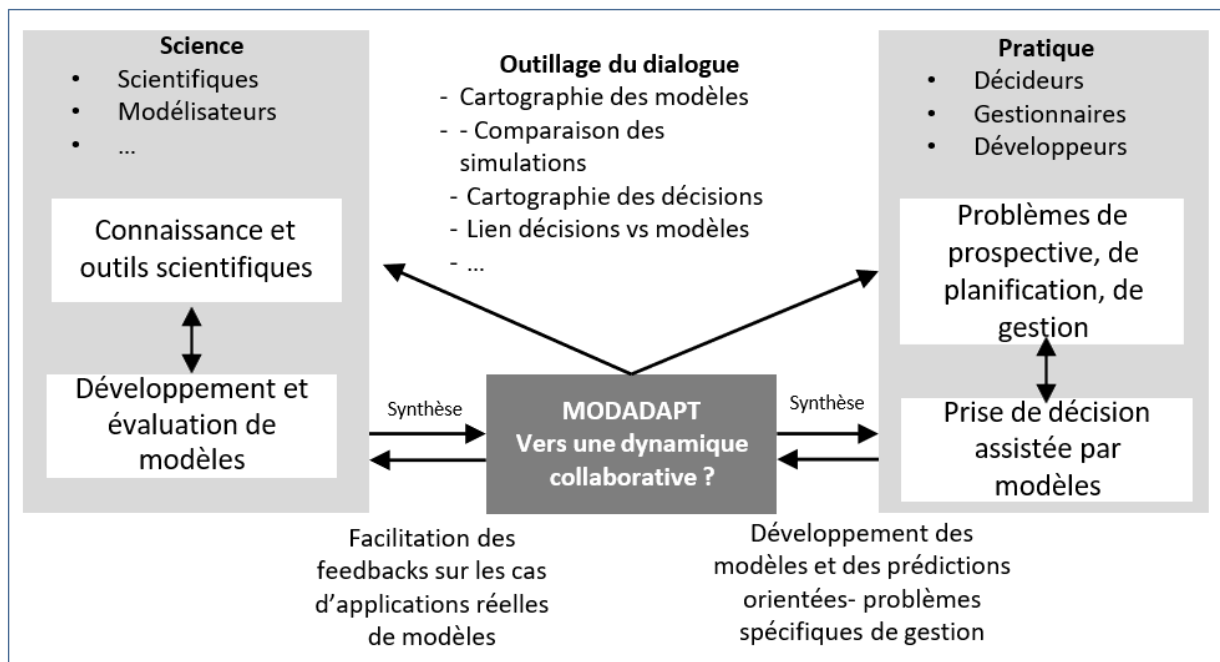 Science
• Scientifiques
• Modélisateurs
• ...
Connaissance et
outils scientifiques
Développement et
évaluation de
modèles
Outillage du dialogue
- Cartographie des modèles
- - Comparaison des
simulations
- Cartographie des décisions
- Lien décisions vs modèles
- ...
Synthèse
MODADAPT
Vers une dynamique
collaborative ?
Synthèse
Facilitation des
feedbacks sur les cas
d’applications réelles
de modèles
Développement des
modèles et des prédictions
orientées- problèmes
spécifiques de gestion
Pratique
• Décideurs
• Gestionnaires
• Développeurs
Problèmes de
prospective, de
planification, de
gestion
Prise de décision
assistée par
modèles